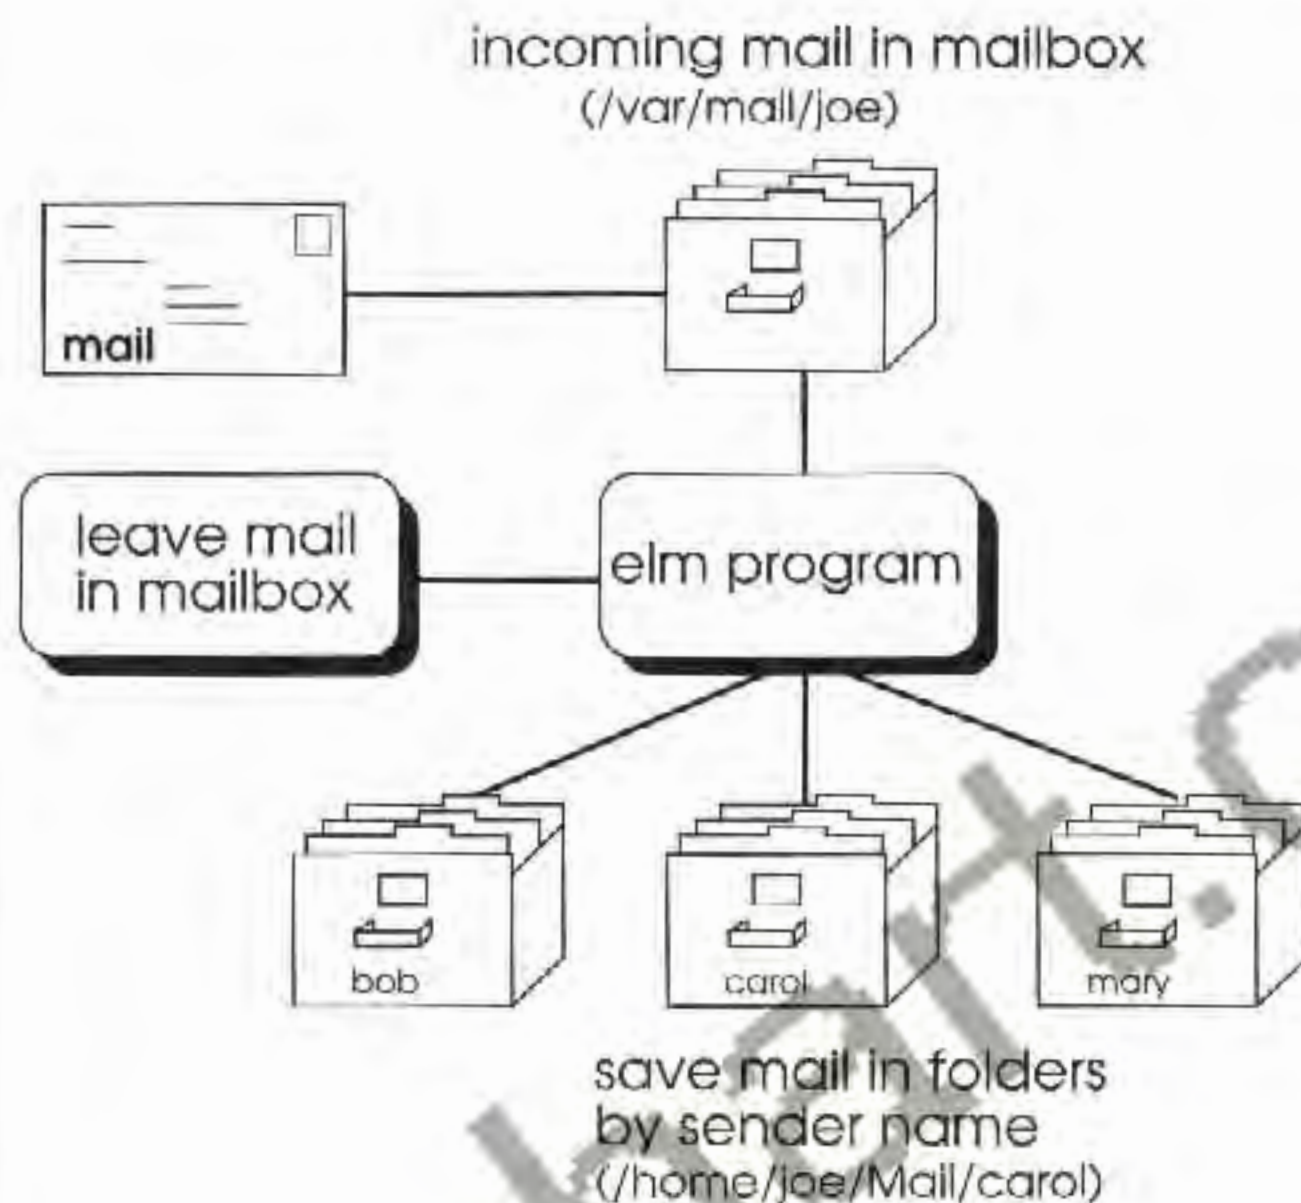 incoming mail in mailbox
(/var/mail/joe)
mail
leave mail
in mailbox
elm program
bob
carol
mary
save mail in folders
by sender name
(/home/joe/Mail/carol)